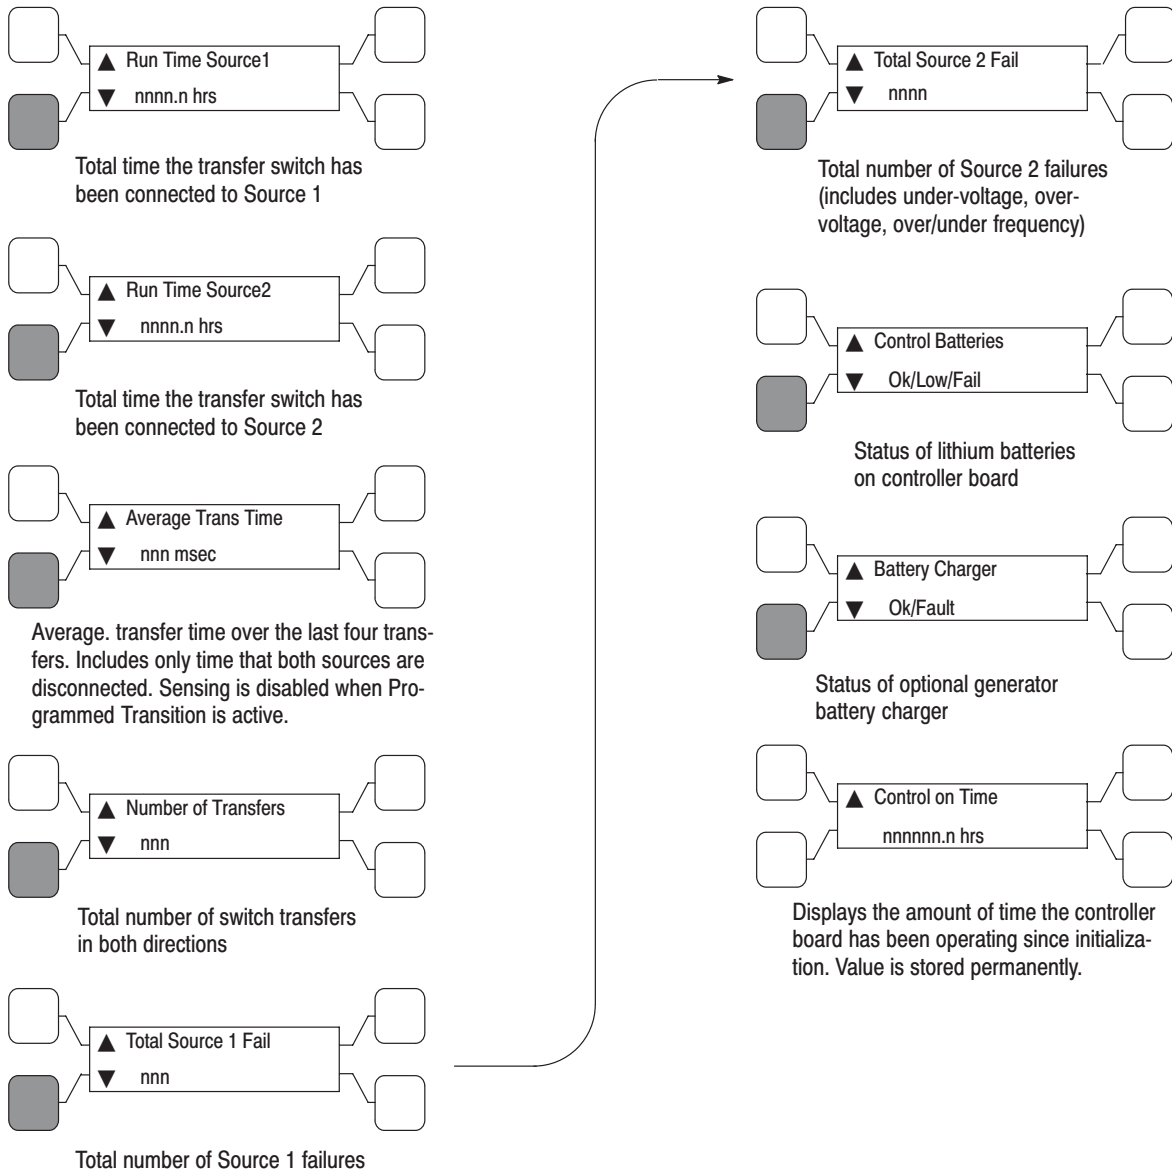 ▲ Run Time Source1
▼ nnnn.n hrs
Total time the transfer switch has
been connected to Source 1
▲ Run Time Source2
▼ nnnn.n hrs
Total time the transfer switch has
been connected to Source 2
▲ Average Trans Time
▼ nnn msec
Average. transfer time over the last four trans-
fers. Includes only time that both sources are
disconnected. Sensing is disabled when Pro-
grammed Transition is active.
▲ Number of Transfers
▼ nnn
Total number of switch transfers
in both directions
▲ Total Source 1 Fail
▼ nnn
Total number of Source 1 failures
▲ Total Source 2 Fail
▼ nnnn
Total number of Source 2 failures
(includes under-voltage, over-
voltage, over/under frequency)
▲ Control Batteries
▼ Ok/Low/Fail
Status of lithium batteries
on controller board
▲ Battery Charger
▼ Ok/Fault
Status of optional generator
battery charger
▲ Control on Time
nnnnnn.n hrs
Displays the amount of time the controller
board has been operating since initializa-
tion. Value is stored permanently.